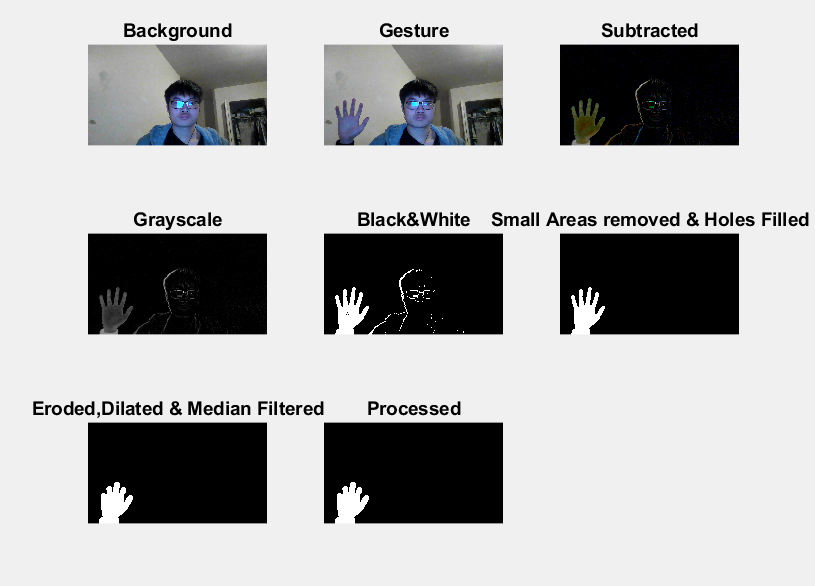 Background
Gesture
Subtracted
Grayscale
Black&White
Small Areas removed & Holes Filled
Eroded,Dilated & Median Filtered
Processed